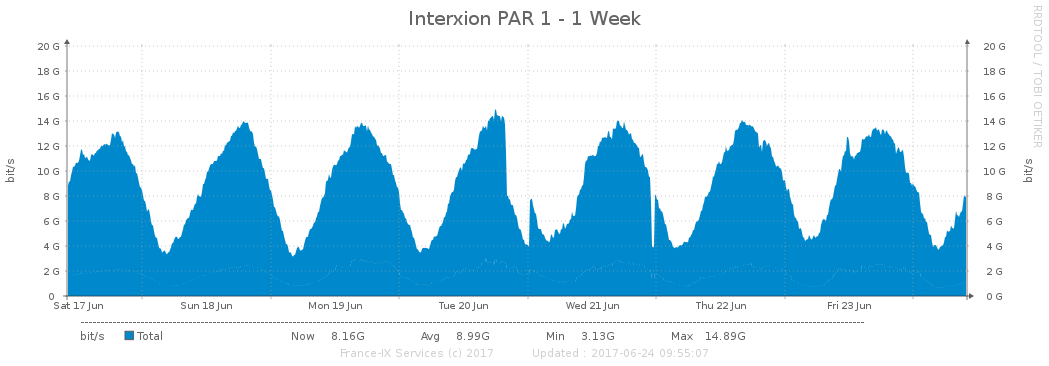 Interxion PAR 1 - 1 Week
RRDTOOL / TOBI OETIKER
20 G 20 G
18 G 18 G
16 G 16 G
14 G 14 G
12 G 12 G
10 G 10 G
8 G 8 G
6 G 6 G
4 G 4 G
2 G 2 G
0 0 G
bit/s bit/s
Sat 17 Jun Sun 18 Jun Mon 19 Jun Tue 20 Jun Wed 21 Jun Thu 22 Jun Fri 23 Jun
bit/s Total Now 8.16G Avg 8.99G Min 3.13G Max 14.89G
France-IX Services (c) 2017 Updated : 2017-06-24 09:55:07